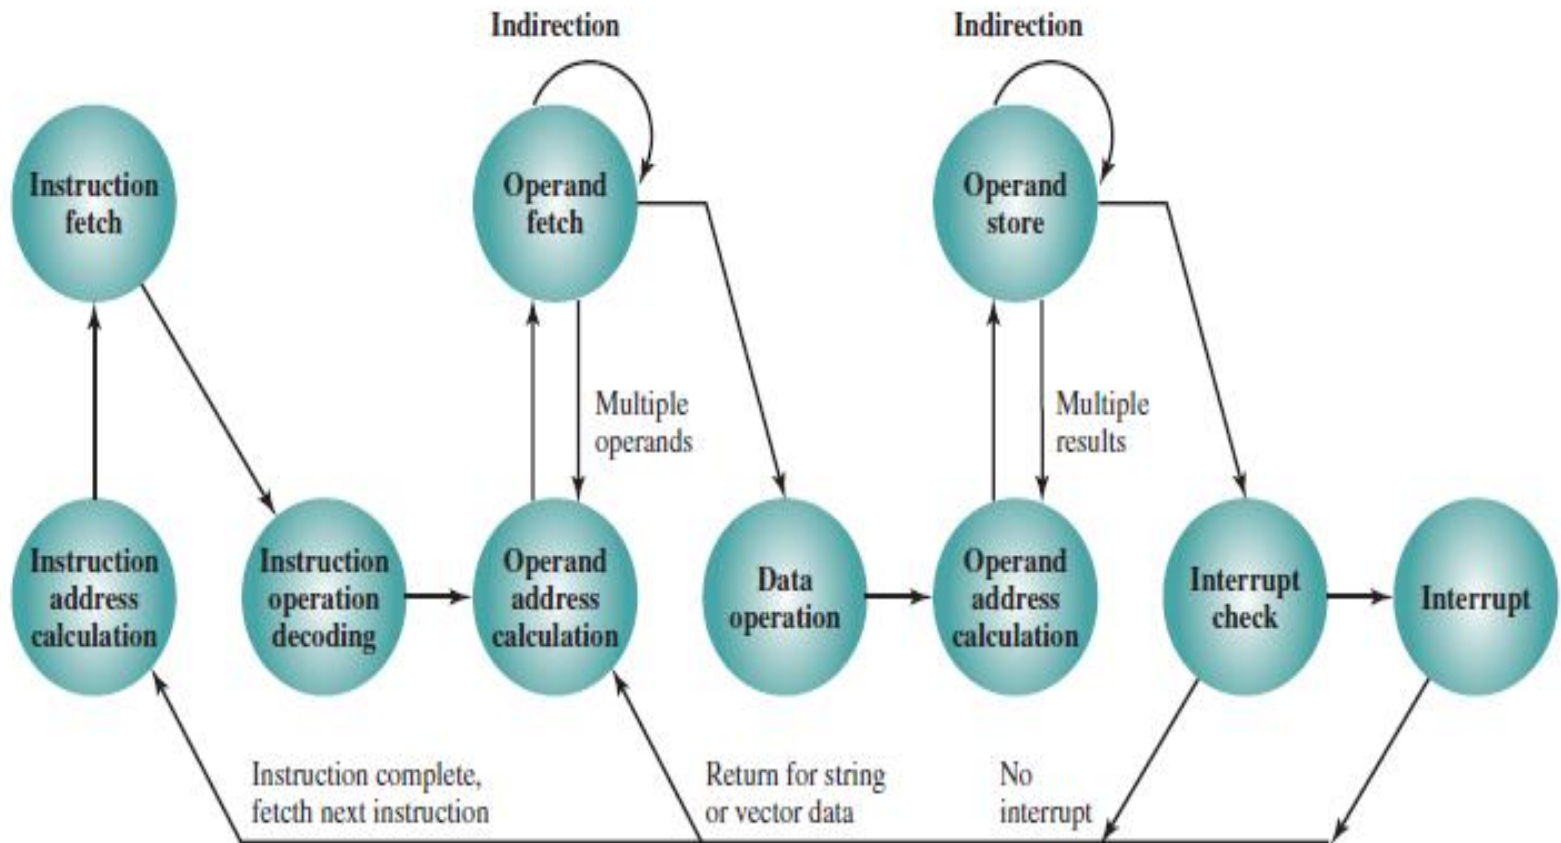 Indirection
Indirection
Instruction
fetch
Operand
fetch
Operand
store
Multiple
operands
Multiple
results
Instruction
address
calculation
Instruction
operation
decoding
Operand
address
calculation
Data
operation
Operand
address
calculation
Interrupt
check
Interrupt
Instruction complete,
fetcth next instruction
Return for string
or vector data
No
interrupt